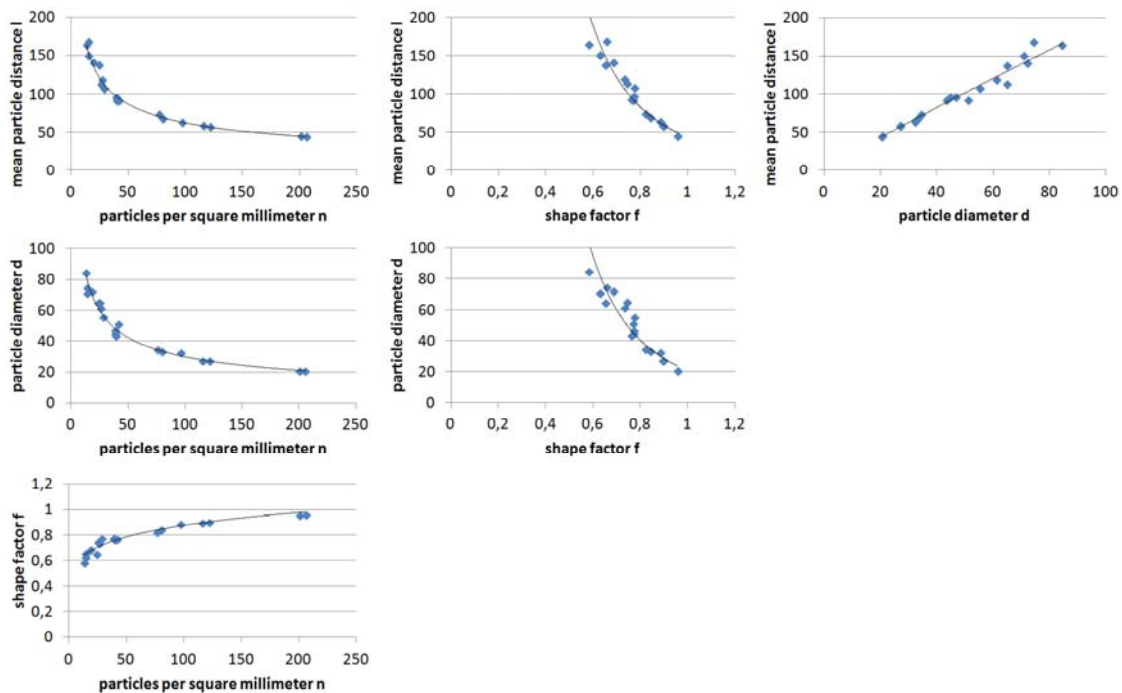 mean particle distance l
200
150
100
50
0
0 50 100 150 200 250
particles per square millimeter n
mean particle distance l
200
150
100
50
0
0 0,2 0,4 0,6 0,8 1 1,2
shape factor f
mean particle distance l
200
150
100
50
0
0 20 40 60 80 100
particle diameter d
particle diameter d
100
80
60
40
20
0
0 50 100 150 200 250
particles per square millimeter n
particle diameter d
100
80
60
40
20
0
0 0,2 0,4 0,6 0,8 1 1,2
shape factor f
shape factor f
1,2
1
0,8
0,6
0,4
0,2
0
0 50 100 150 200 250
particles per square millimeter n